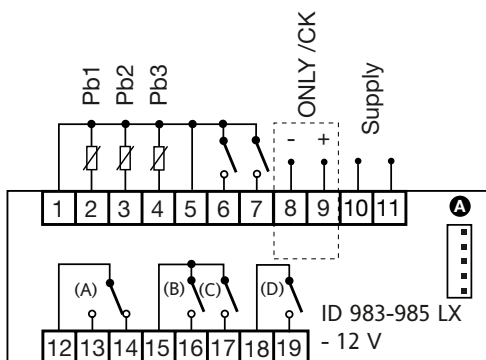 Pb1
Pb2
Pb3
ONLY /CK
Supply
- +
1 2 3 4 5 6 7 8 9 10 11
A
(A) (B) (C) (D)
ID 983-985 LX
- 12 V
12 13 14 15 16 17 18 19